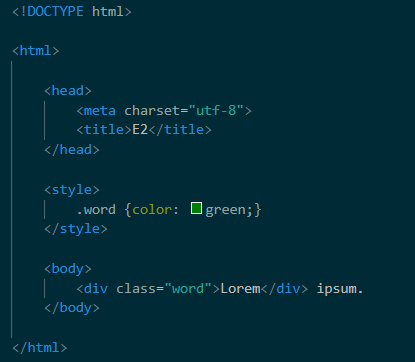 <!DOCTYPE html>
<html>
<head>
<meta charset="utf-8">
<title>E2</title>
</head>
<style>
.word {color: green;}
</style>
<body>
<div class="word">Lorem</div> ipsum.
</body>
</html>